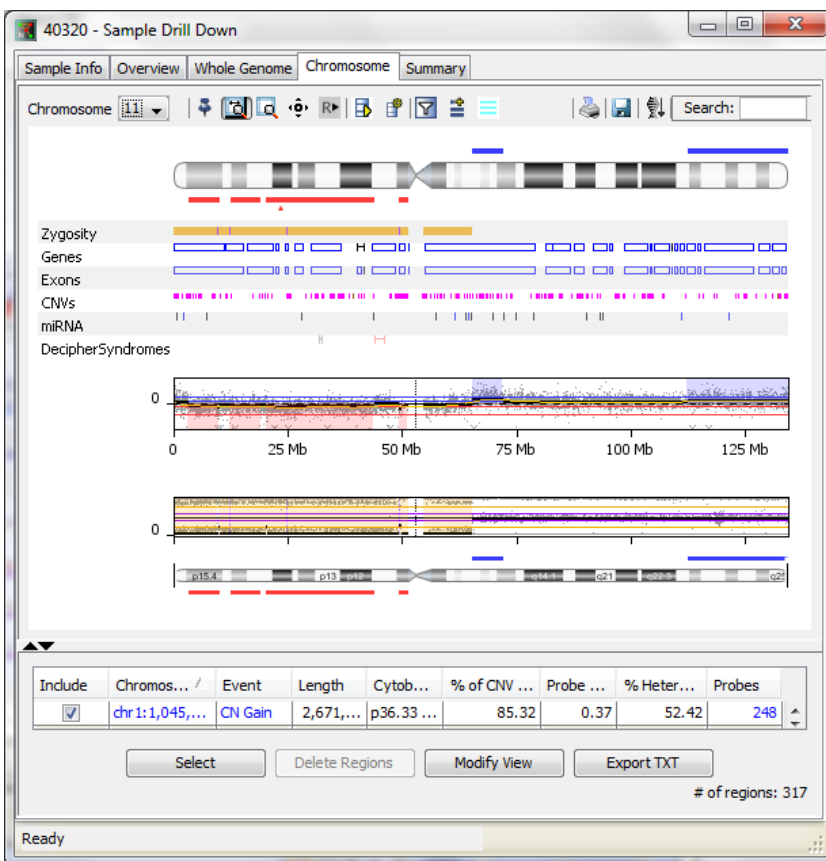 40320 - Sample Drill Down
Sample Info Overview Whole Genome Chromosome Summary
Chromosome 11 R Search:
Zygosity
Genes
Exons
CNVs
miRNA
DecipherSyndromes
0
0 25 Mb 50 Mb 75 Mb 100 Mb 125 Mb
0
p15.4 p13 p12 q14.1 q21 q22.3 q25
Include Chromos... Event Length Cytob... % of CNV ... Probe ... % Heter... Probes
chr1:1,045,... CN Gain 2,671,... p36.33 ... 85.32 0.37 52.42 248
Select Delete Regions Modify View Export TXT
# of regions: 317
Ready